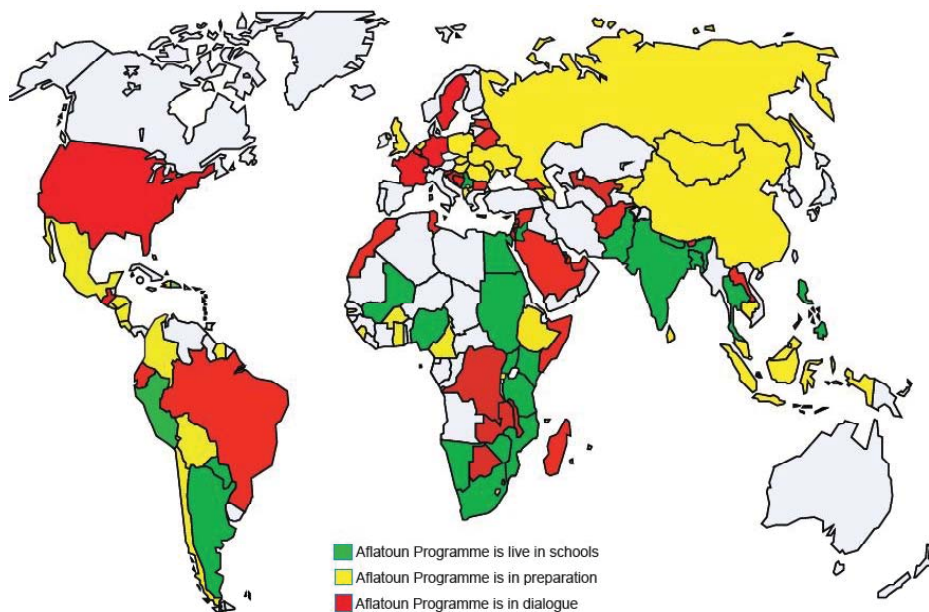 Aflatoun Programme is live in schools
Aflatoun Programme is in preparation
Aflatoun Programme is in dialogue